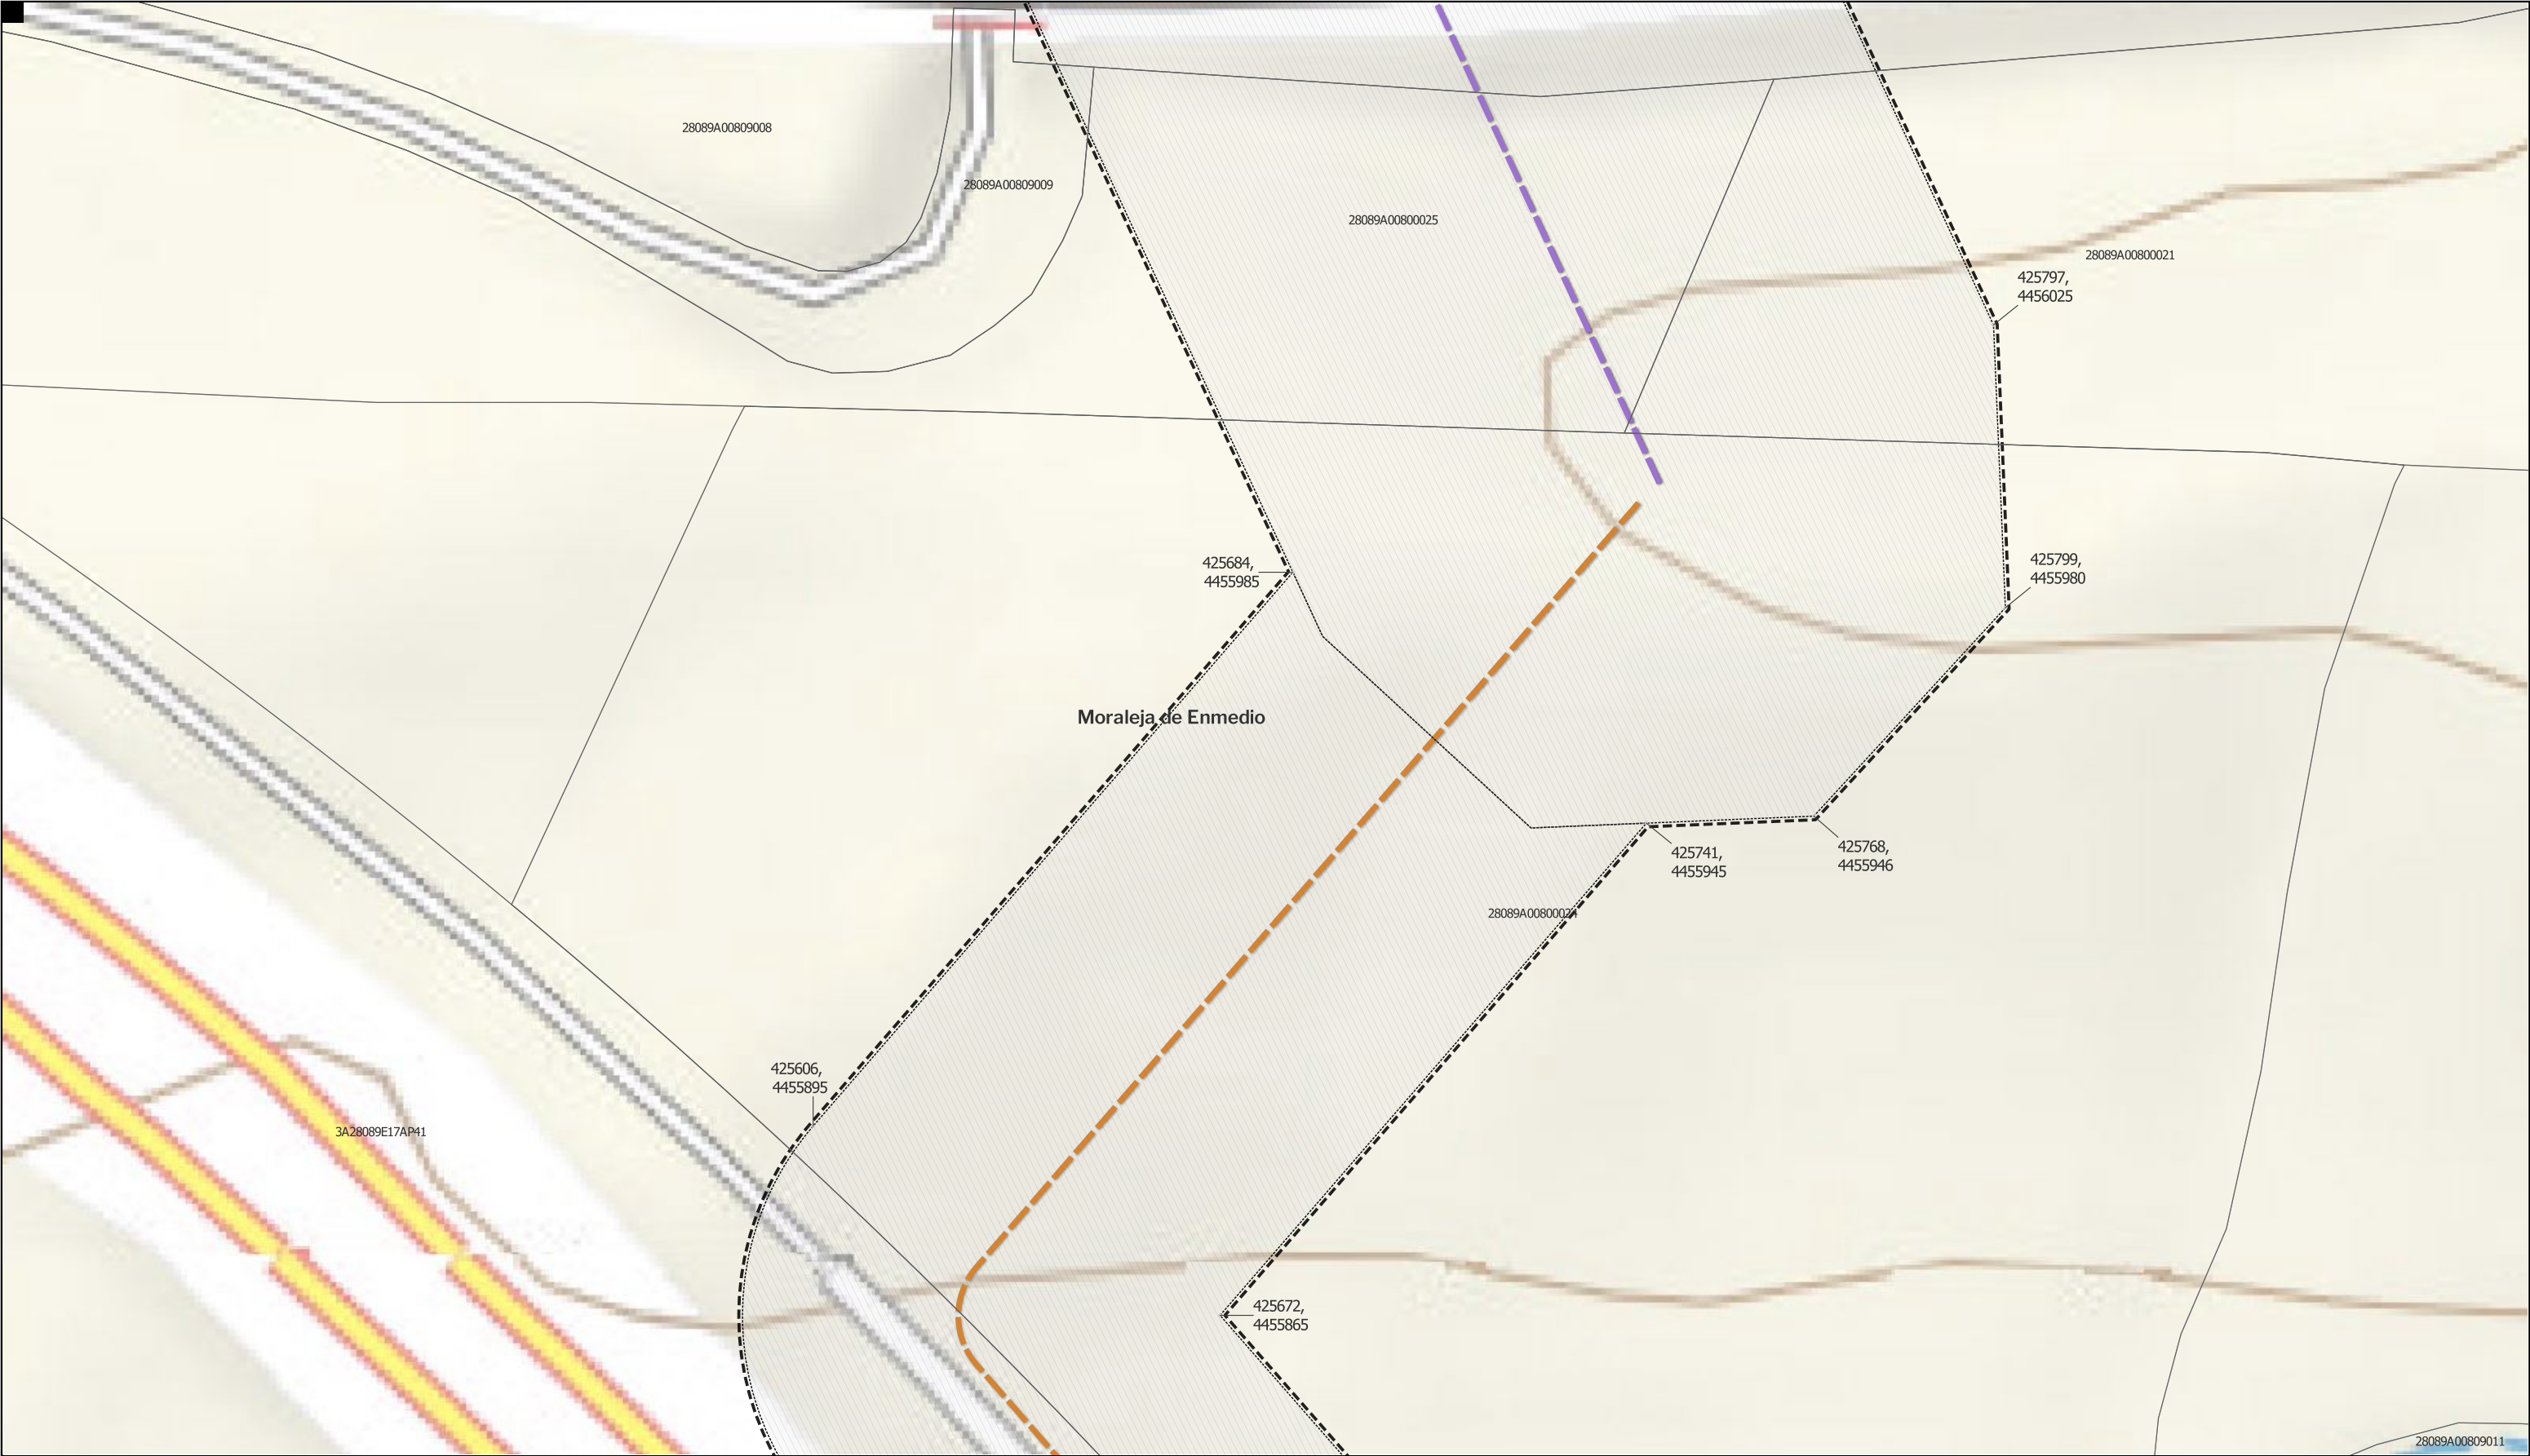 28089A00809008
28089A00809009
28089A00800025
28089A00800021
425797,
4456025
425684,
4455985
425799,
4455980
Moraleja de Enmedio
425741,
4455945
425768,
4455946
28089A00800024
425606,
4455895
3A28089E17AP41
425672,
4455865
28089A00809011